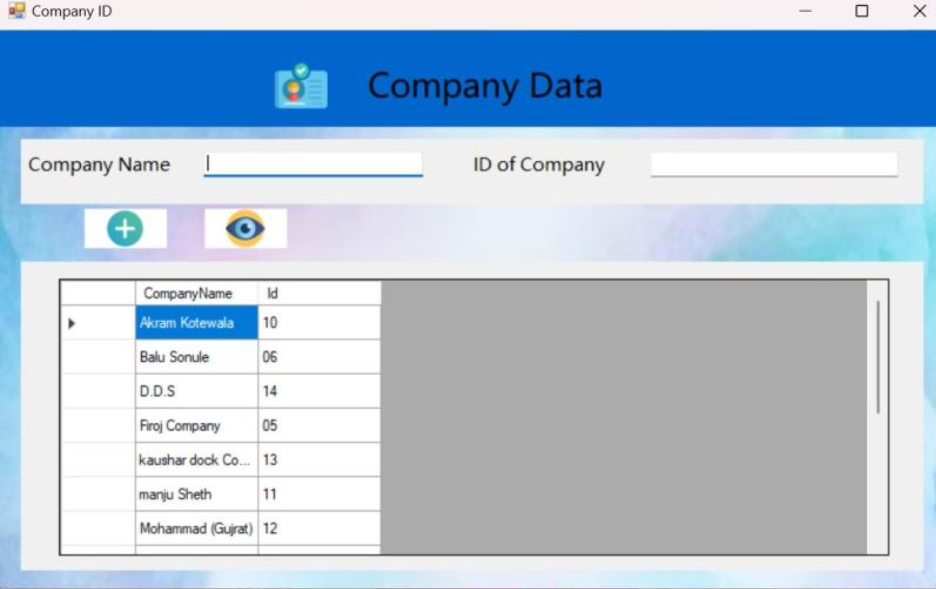 Company ID
Company Data
Company Name ID of Company
CompanyName Id
Akram Kotewala 10
Balu Sonule 06
D.D.S 14
Firoj Company 05
kaushar dock Co... 13
manju Sheth 11
Mohammad (Gujrat) 12